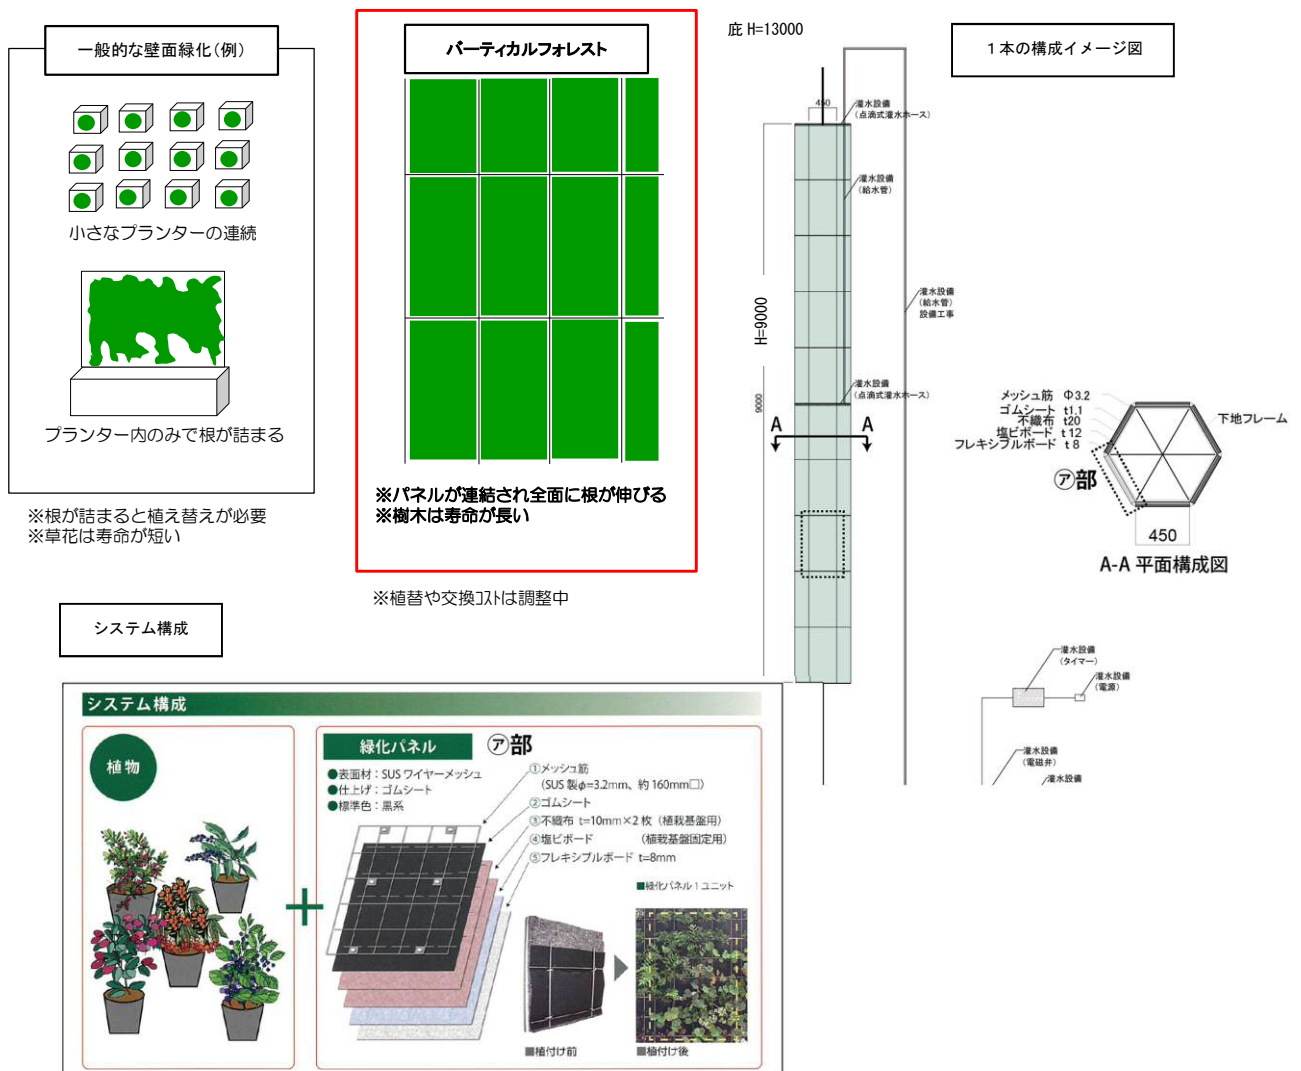 一般的な壁面緑化(例)
小さなプランターの連続
プランター内のみで根が詰まる
※根が詰まると植え替えが必要
※草花は寿命が短い
バーティカルフォレスト
※パネルが連結され全面に根が伸びる
※樹木は寿命が長い
※植替や交換コストは調整中
庇 H=13000
1本の構成イメージ図
450
灌水設備
(点滴式灌水ホース)
灌水設備
(給水管)
灌水設備
(給水管)
設備工事
H=9000
9000
灌水設備
(点滴式灌水ホース)
A
A
メッシュ筋 Φ3.2
ゴムシート t1.1
不織布 t20
塩ビボード t12
フレキシブルボード t8
下地フレーム
㋐部
450
A-A 平面構成図
灌水設備
(タイマー)
灌水設備
(電源)
灌水設備
(電磁弁)
灌水設備
システム構成
システム構成
植物
緑化パネル
㋐部
●表面材：SUSワイヤーメッシュ
●仕上げ：ゴムシート
●標準色：黒系
①メッシュ筋
(SUS製φ=3.2mm、約160mm□)
②ゴムシート
③不織布 t=10mm×2枚(植栽基盤用)
④塩ビボード (植栽基盤固定用)
⑤フレキシブルボード t=8mm
■緑化パネル1ユニット
■植付け前
■植付け後